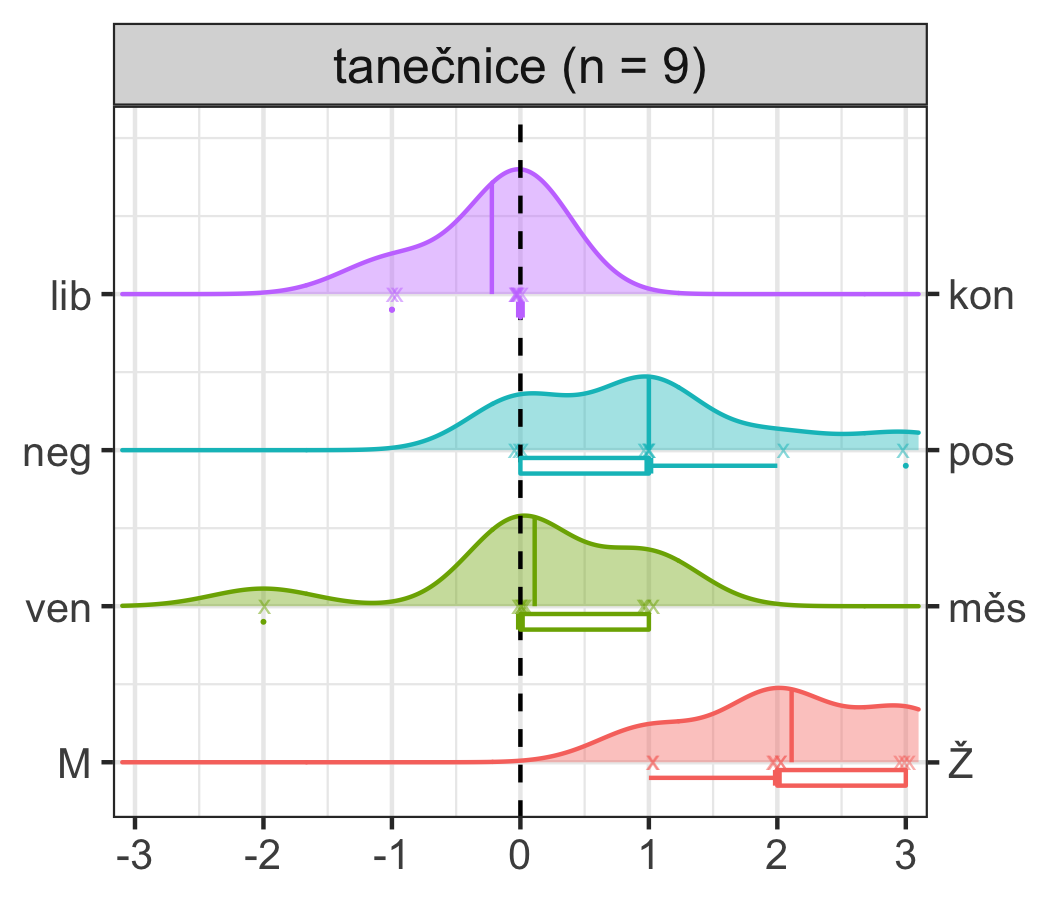 tanečnice (n = 9)
lib kon
neg pos
ven měs
M Ž
-3 -2 -1 0 1 2 3